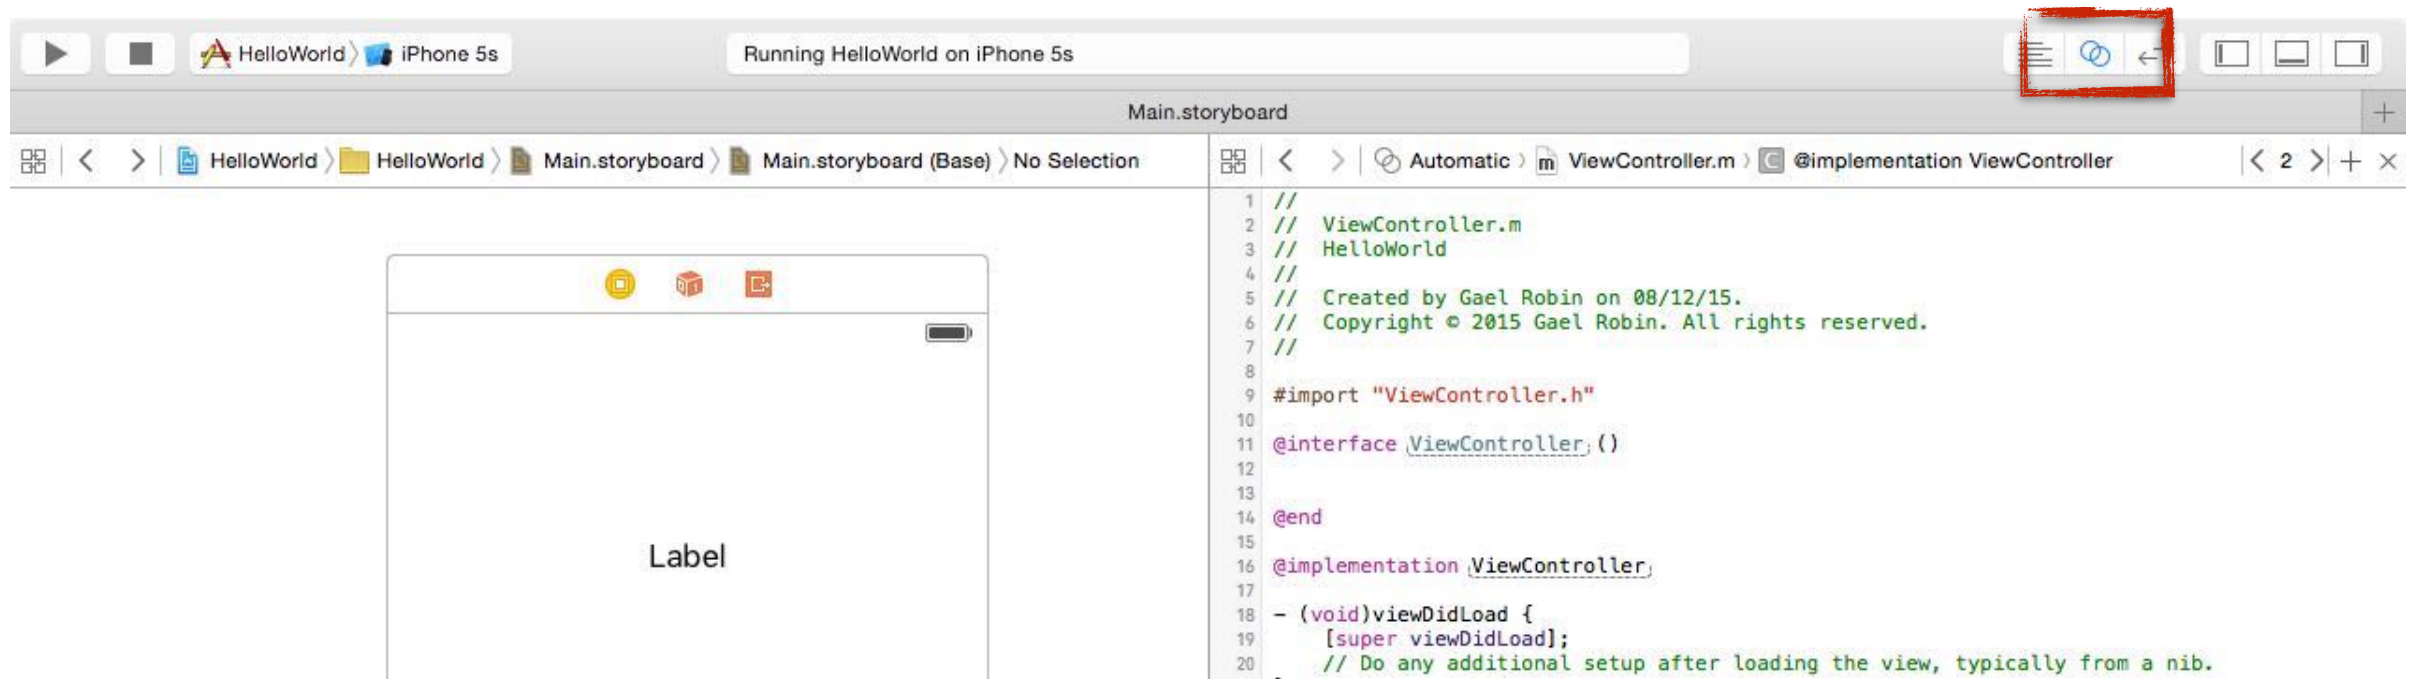 HelloWorld iPhone 5s Running HelloWorld on iPhone 5s
Main.storyboard
HelloWorld HelloWorld Main.storyboard Main.storyboard (Base) No Selection
Automatic m ViewController.m C @implementation ViewController 2
Label
1 //
2 //  ViewController.m
3 //  HelloWorld
4 //
5 //  Created by Gael Robin on 08/12/15.
6 //  Copyright © 2015 Gael Robin. All rights reserved.
7 //
8
9 #import "ViewController.h"
10
11 @interface ViewController ()
12
13
14 @end
15
16 @implementation ViewController
17
18 - (void)viewDidLoad {
19     [super viewDidLoad];
20     // Do any additional setup after loading the view, typically from a nib.